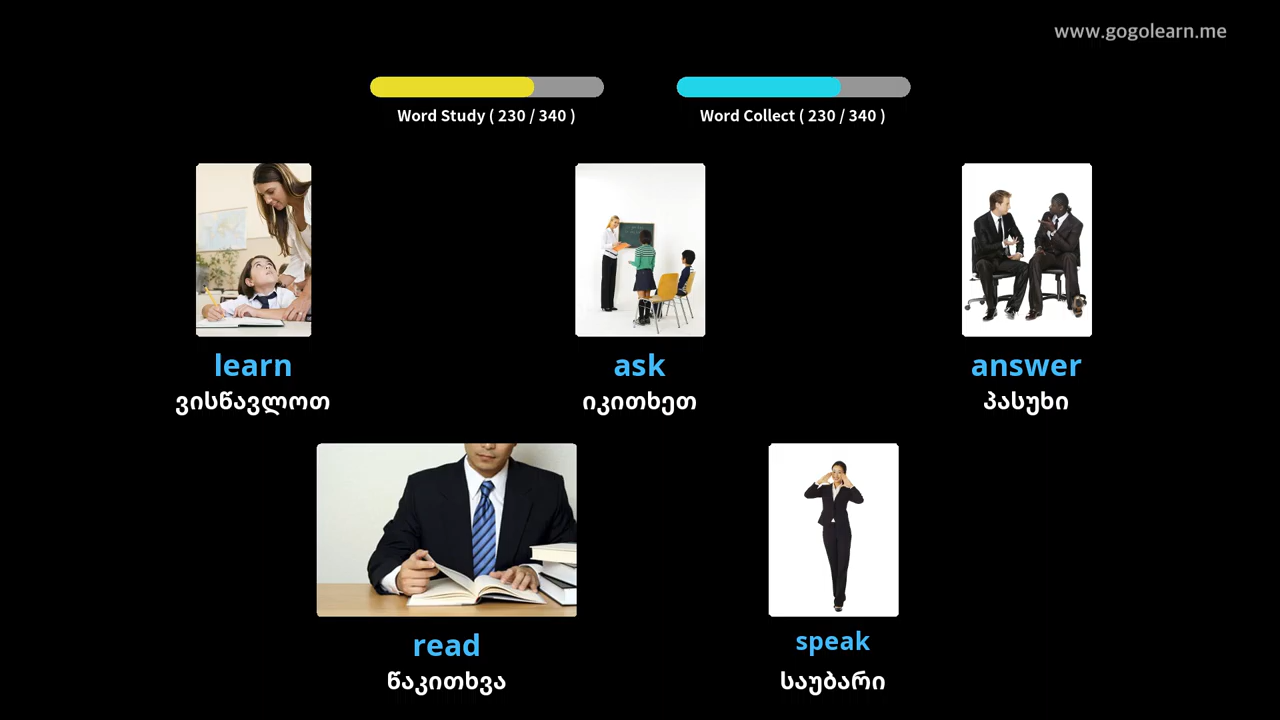 www.gogolearn.me
Word Study ( 230 / 340 )
Word Collect ( 230 / 340 )
learn
ვისწავლოთ
ask
იკითხეთ
answer
პასუხი
read
წაკითხვა
speak
საუბარი